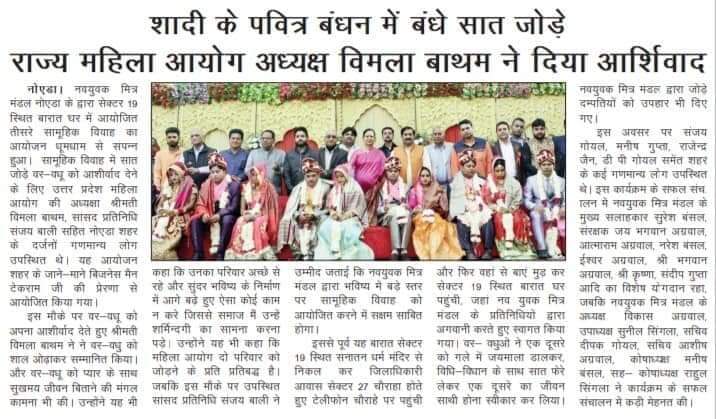 शादी के पवित्र बंधन में बंधे सात जोड़े
राज्य महिला आयोग अध्यक्ष विमला बाथम ने दिया आर्शिवाद
नोएडा। नवयुवक मित्र
मंडल नोएडा के द्वारा सेक्टर 19
स्थित बारात घर में आयोजित
तीसरे सामूहिक विवाह का
आयोजन धूमधाम से सपन्न
हुआ। सामूहिक विवाह में सात
जोड़े वर-वधू को आशीर्वाद देने
के लिए उत्तर प्रदेश महिला
आयोग की अध्यक्षा श्रीमती
विमला बाथम, सासद प्रतिनिधि
संजय बाली सहित नोएडा शहर
के दर्जनों गणमान्य लोग
उपस्थित थे। यह आयोजन
शहर के जाने-माने बिजनेस मैन
टेकराम जी की प्रेरणा से
आयोजित किया गया।
इस मौके पर वर-वधू को
अपना आशीर्वाद देते हुए श्रीमती
विमला बाथम ने ने वर-वधु को
शाल ओढ़ाकर सम्मानित किया।
और वर-वधू को प्यार के साथ
सुखमय जीवन बिताने की मंगल
कामना भी की। उन्होंने यह भी
कहा कि उनका परिवार अच्छे से
रहे और सुंदर भविष्य के निर्माण
में आगे बढ़े हुए ऐसा कोई काम
न करे जिससे समाज मैं उन्हे
शर्मिन्दगी का सामना करना
पड़े। उन्होंने यह भी कहा कि
महिला आयोग दो परिवार को
जोड़ने के प्रति प्रतिबद्ध है।
जबकि इस मौके पर उपस्थित
सासंद प्रतिनिधि संजय बाली ने
उम्मीद जताई कि नवयुवक मित्र
मंडल द्वारा भविष्य में बडे स्तर
पर सामूहिक विवाह को
आयोजित करने में सक्षम साबित
होगा।
इससे पूर्व यह बारात सेक्टर
19 स्थित सनातन धर्म मंदिर से
निकल कर जिलाधिकारी
आवास सेक्टर 27 चौराहा होते
हुए टेलीफोन चौराहे पर पहुंची
और फिर वहां से बाएं मुड कर
सेक्टर 19 स्थित बारात घर
पहुंची, जहां नव युवक मित्र
मंडल के प्रतिनिधियों द्वारा
अगवानी करते हुए स्वागत किया
गया। वर- वधुओ ने एक दूसरे
को गले में जयमाला डालकर,
विधि-विधान के साथ सात फेरे
लेकर एक दूसरे का जीवन
साथी होना स्वीकार कर लिया।
नवयुवक मित्र मंडल द्वारा जोड़े
दम्पतियों को उपहार भी दिए
गए।
इस अवसर पर संजय
गोयल, मनीष गुप्ता, राजेन्द्र
जैन, डी पी गोयल समेंत शहर
के कई गणमान्य लोग उपस्थित
थे। इस कार्यक्रम के सफल संच
ालन में नवयुवक मित्र मंडल के
मुख्य सलाहकार सुरेश बंसल,
संरक्षक जय भगवान अग्रवाल,
आत्माराम अग्रवाल, नरेश बंसल,
ईश्वर अग्रवाल, श्री भगवान
अग्रवाल, श्री कृष्णा, संदीप गुप्ता
आदि का विशेष योगदान रहा,
जबकि नवयुवक मित्र मंडल के
अध्यक्ष विकास अग्रवाल,
उपाध्यक्ष सुनील सिंगला, सचिव
दीपक गोयल, सचिव आशीष
अग्रवाल, कोषाध्यक्ष मनीष
बंसल, सह- कोषाध्यक्ष राहुल
सिंगला ने कार्यक्रम के सफल
संचालन में कड़ी मेहनत की।